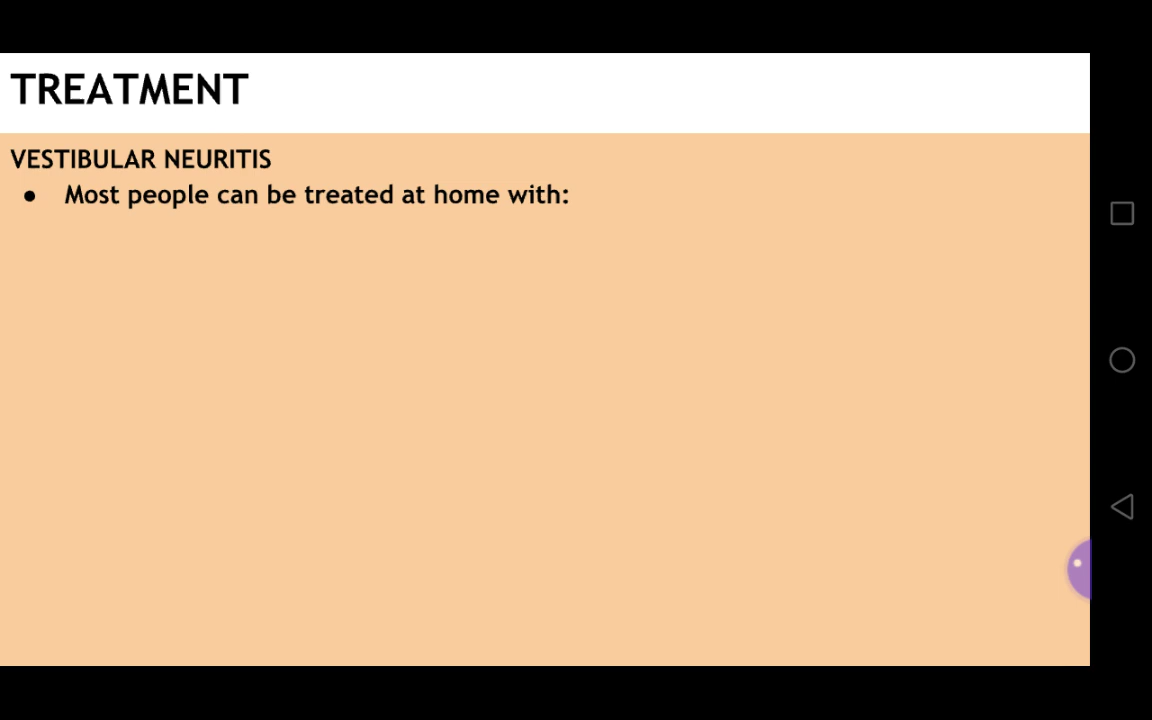 TREATMENT
VESTIBULAR NEURITIS
● Most people can be treated at home with: